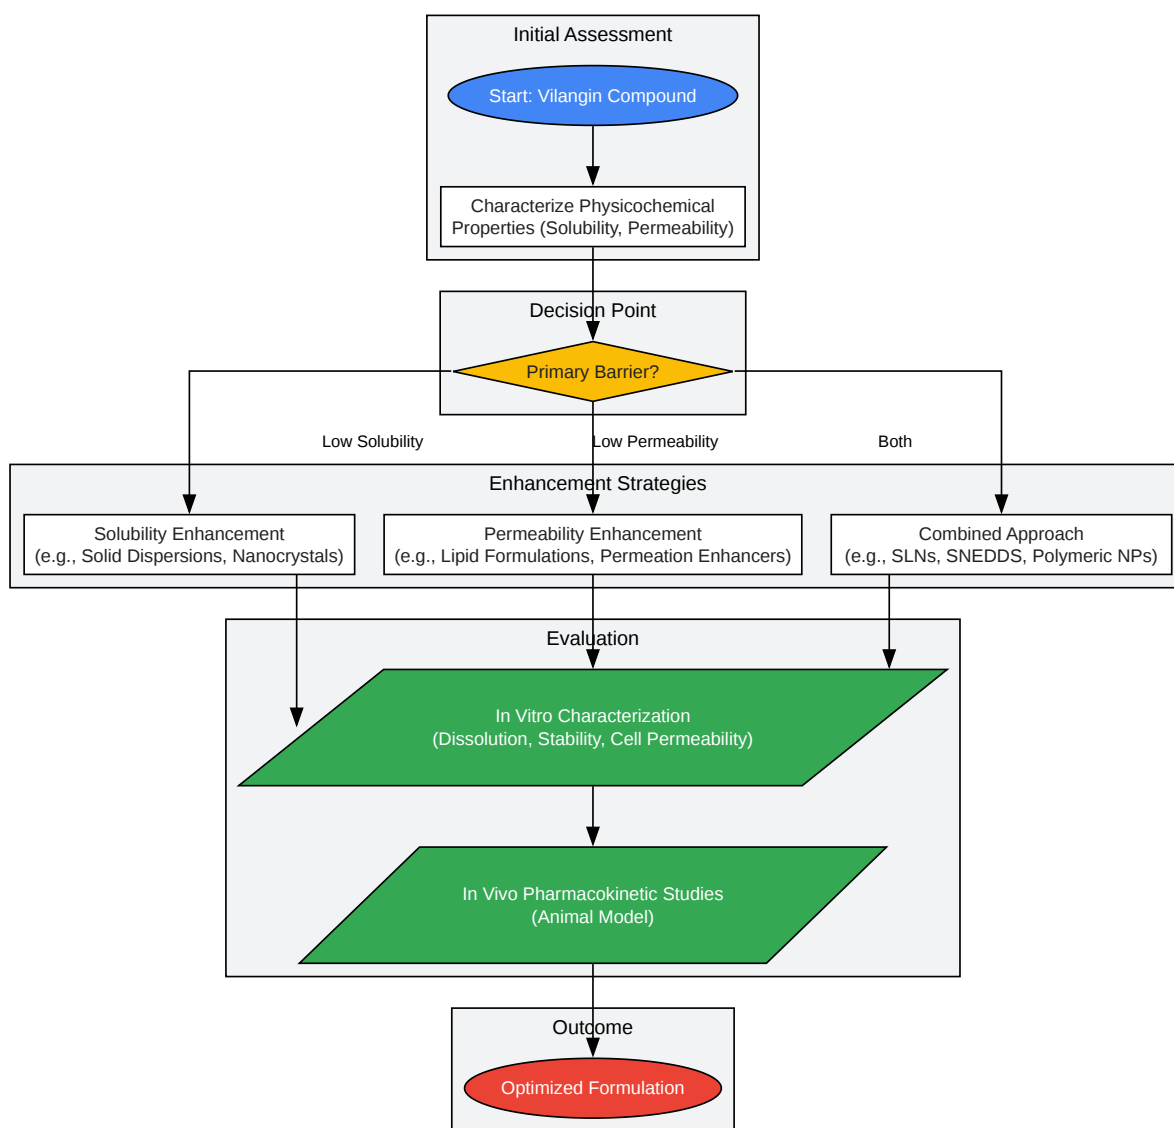 Initial Assessment
Start: Vilangin Compound
Characterize Physicochemical
Properties (Solubility, Permeability)
Decision Point
Primary Barrier?
Low Solubility
Low Permeability
Both
Enhancement Strategies
Solubility Enhancement
(e.g., Solid Dispersions, Nanocrystals)
Permeability Enhancement
(e.g., Lipid Formulations, Permeation Enhancers)
Combined Approach
(e.g., SLNs, SNEDDS, Polymeric NPs)
Evaluation
In Vitro Characterization
(Dissolution, Stability, Cell Permeability)
In Vivo Pharmacokinetic Studies
(Animal Model)
Outcome
Optimized Formulation